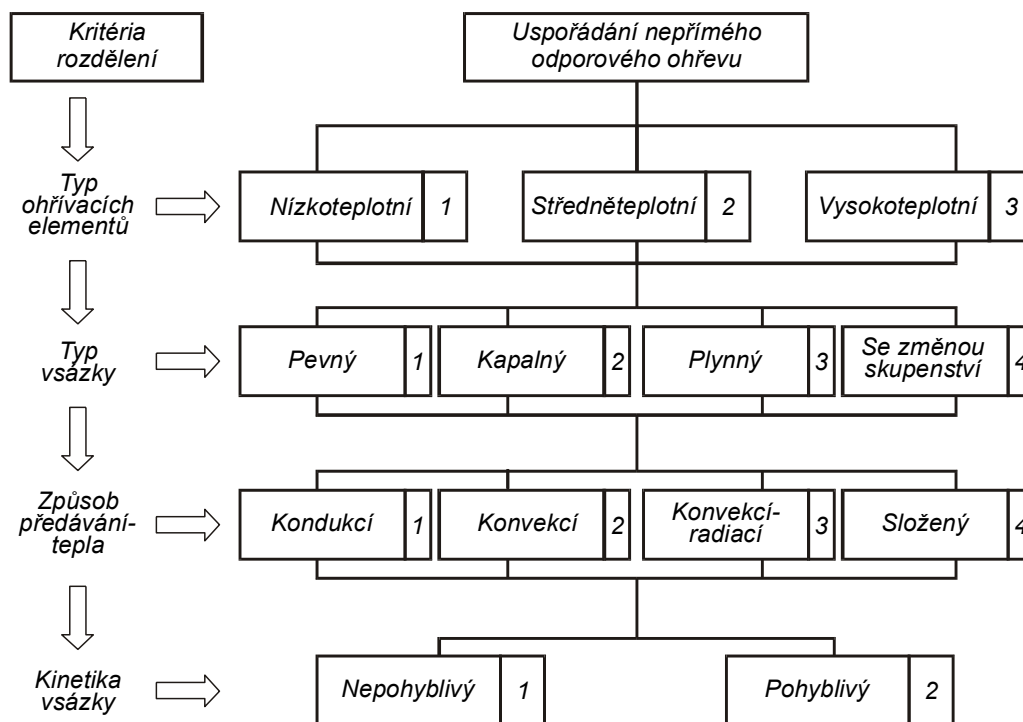 Kritéria
rozdělení
Uspořádání nepřímého
odporového ohřevu
Typ
ohřívacích
elementů
Nízkoteplotní 1
Středněteplotní 2
Vysokoteplotní 3
Typ
vsázky
Pevný 1
Kapalný 2
Plynný 3
Se změnou
skupenství 4
Způsob
předávání-
tepla
Kondukcí 1
Konvekcí 2
Konvekcí-
radiací 3
Složený 4
Kinetika
vsázky
Nepohyblivý 1
Pohyblivý 2